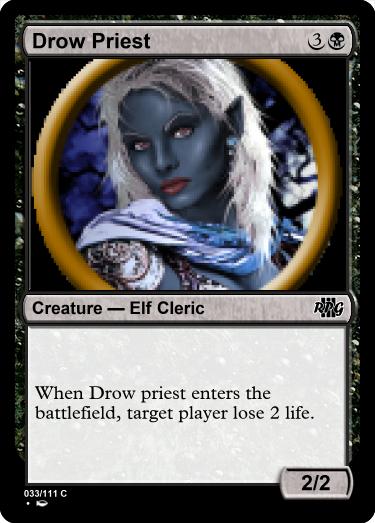 Drow Priest 3
Creature — Elf Cleric RPG
When Drow priest enters the
battlefield, target player lose 2 life.
2/2
033/111 C